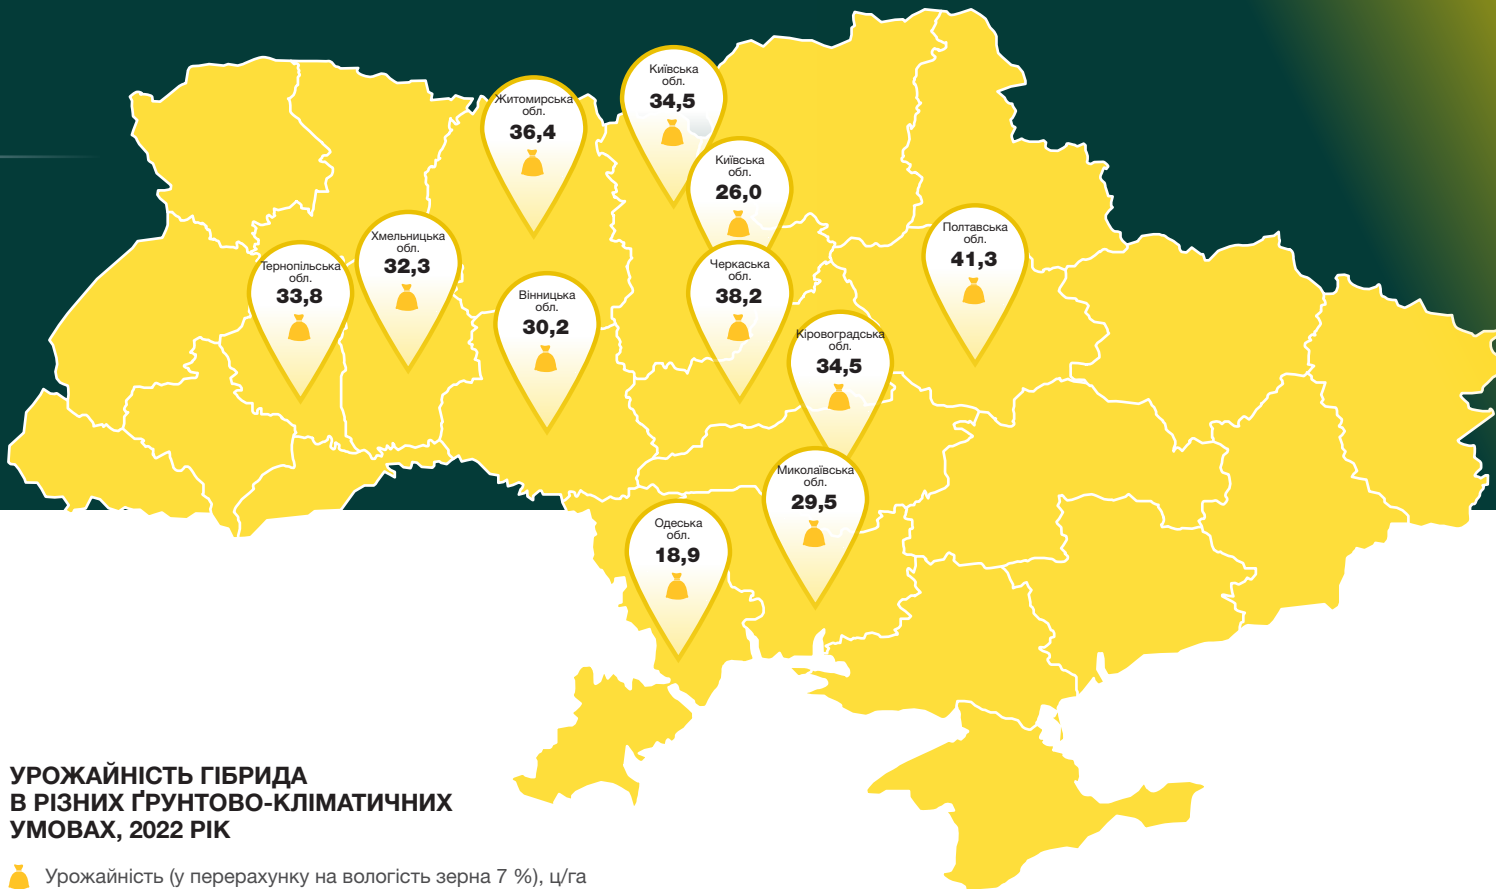 Київська
обл.
34,5
Житомирська
обл.
36,4
Київська
обл.
26,0
Полтавська
обл.
41,3
Хмельницька
обл.
32,3
Тернопільська
обл.
33,8
Черкаська
обл.
38,2
Вінницька
обл.
30,2
Кіровоградська
обл.
34,5
Миколаївська
обл.
29,5
Одеська
обл.
18,9
УРОЖАЙНІСТЬ ГІБРИДА
В РІЗНИХ ҐРУНТОВО-КЛІМАТИЧНИХ
УМОВАХ, 2022 РІК
Урожайність (у перерахунку на вологість зерна 7 %), ц/га